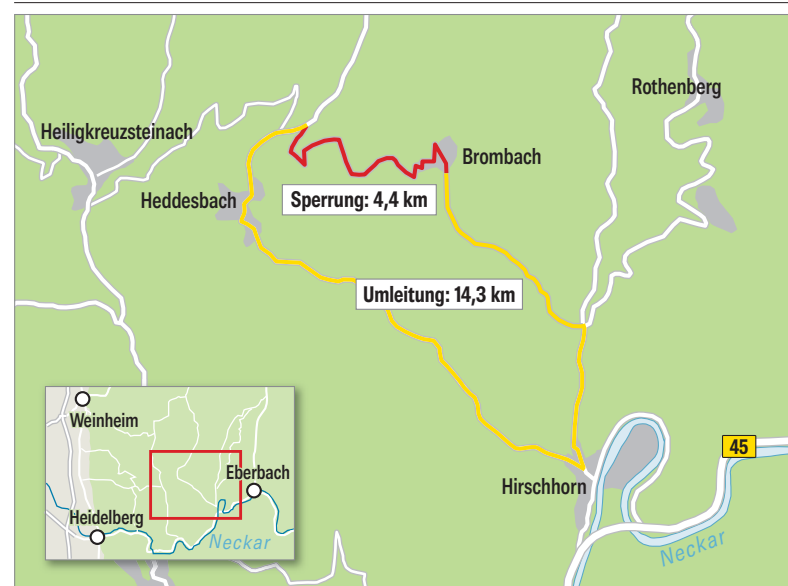 Rothenberg
Heiligkreuzsteinach
Brombach
Heddesbach
Sperrung: 4,4 km
Umleitung: 14,3 km
Weinheim
45
Eberbach
Hirschhorn
Heidelberg
Neckar
Neckar